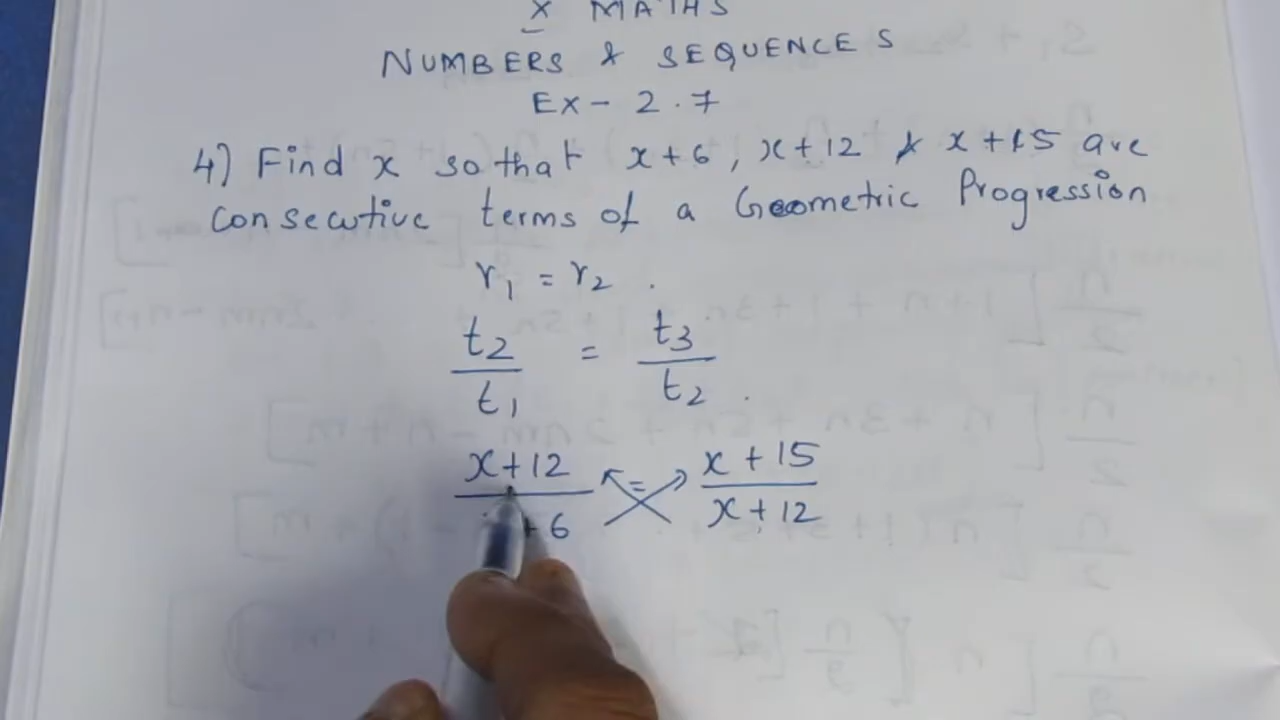 X MATHS
NUMBERS & SEQUENCES
EX - 2.7
4) Find x so that x+6, x+12 & x+15 are
consecutive terms of a Geometric Progression
r₁ = r₂ .
t₂/t₁ = t₃/t₂ .
x+12 = x+15
+6 x+12